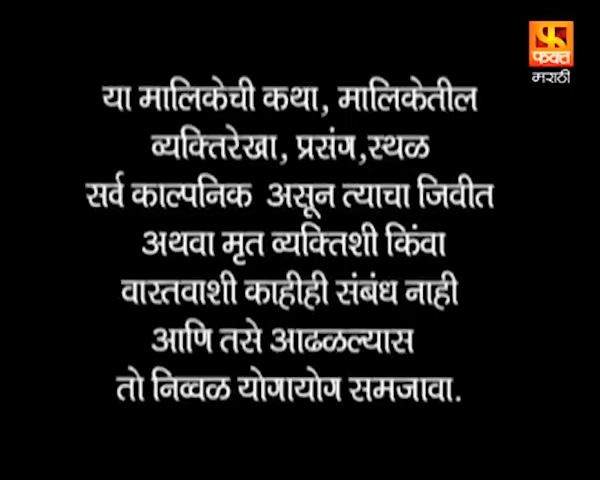 फक्त
मराठी
या मालिकेची कथा, मालिकेतील
व्यक्तिरेखा, प्रसंग,स्थळ
सर्व काल्पनिक असून त्याचा जिवीत
अथवा मृत व्यक्तिशी किंवा
वास्तवाशी काहीही संबंध नाही
आणि तसे आढळल्यास
तो निव्वळ योगायोग समजावा.